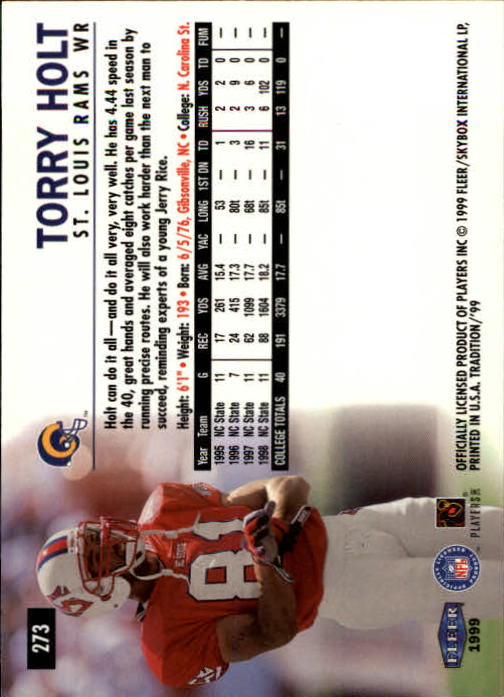 273
TORRY HOLT
ST. LOUIS RAMS WR
Holt can do it all—and do it all very, very well. He has 4.44 speed in
the 40, great hands and averaged eight catches per game last season by
running precise routes. He will also work harder than the next man to
succeed, reminding experts of a young Jerry Rice.
Height: 6'1" • Weight: 193 • Born: 6/5/76, Gibsonville, NC • College: N. Carolina St.
Year Team G REC YDS AVG YAC LONG 1ST DN TD RUSH YDS TD FUM
1995 NC State 11 17 261 15.4 — 53 — 1 2 2 0 —
1996 NC State 7 24 415 17.3 — 80t — 3 2 9 0 —
1997 NC State 11 62 1099 17.7 — 68t — 16 3 6 0 —
1998 NC State 11 88 1604 18.2 — 85t — 11 6 102 0 —
COLLEGE TOTALS 40 191 3379 17.7 — 85t — 31 13 119 0 —
NC STATE
81
FLEER
1999
NFL
PLAYERS
OFFICIALLY LICENSED PRODUCT OF PLAYERS INC © 1999 FLEER/SKYBOX INTERNATIONAL LP,
PRINTED IN U.S.A. TRADITION/'99